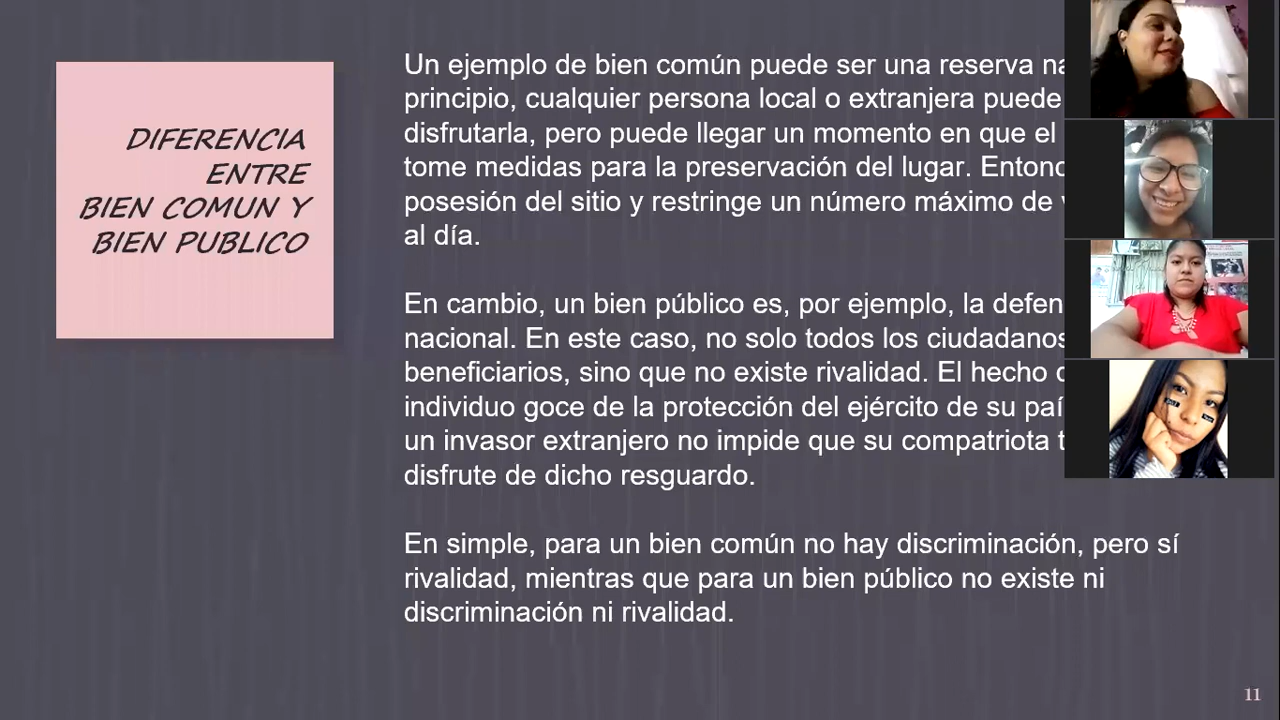 DIFERENCIA
ENTRE
BIEN COMUN Y
BIEN PUBLICO
Un ejemplo de bien común puede ser una reserva
principio, cualquier persona local o extranjera puede
disfrutarla, pero puede llegar un momento en que el
tome medidas para la preservación del lugar.
posesión del sitio y restringe un número máximo de
al día.
En cambio, un bien público es, por ejemplo, la
nacional. En este caso, no solo todos los ciudadanos
beneficiarios, sino que no existe rivalidad. El hecho
individuo goce de la protección del ejército de su
un invasor extranjero no impide que su compatriota
disfrute de dicho resguardo.
En simple, para un bien común no hay discriminación, pero sí
rivalidad, mientras que para un bien público no existe ni
discriminación ni rivalidad.
11